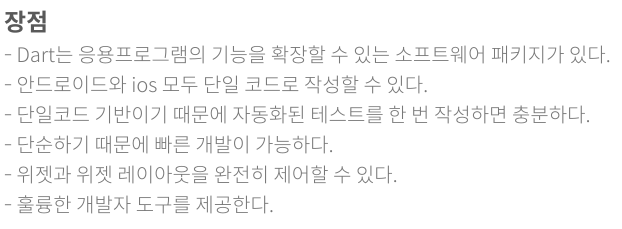 장점
- Dart는 응용프로그램의 기능을 확장할 수 있는 소프트웨어 패키지가 있다.
- 안드로이드와 ios 모두 단일 코드로 작성할 수 있다.
- 단일코드 기반이기 때문에 자동화된 테스트를 한 번 작성하면 충분하다.
- 단순하기 때문에 빠른 개발이 가능하다.
- 위젯과 위젯 레이아웃을 완전히 제어할 수 있다.
- 훌륭한 개발자 도구를 제공한다.